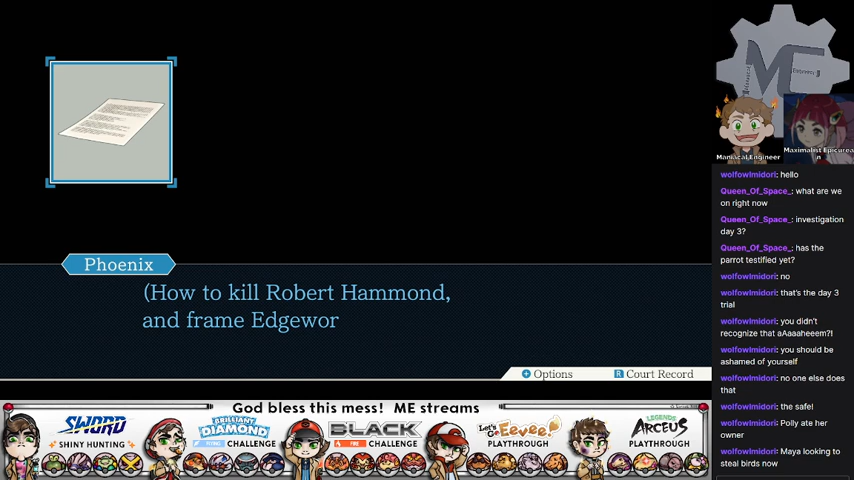 Phoenix
(How to kill Robert Hammond,
and frame Edgewor
Options
R Court Record
Maniacal Engineer
Maximalist Epicurean
wolfowlmidori: hello
Queen_Of_Space_: what are we
on right now
Queen_Of_Space_: investigation
day 3?
Queen_Of_Space_: has the
parrot testified yet?
wolfowlmidori: no
wolfowlmidori: that's the day 3
trial
wolfowlmidori: you didn't
recognize that aAaaaheeem?!
wolfowlmidori: you should be
ashamed of yourself
wolfowlmidori: no one else does
that
wolfowlmidori: the safe!
wolfowlmidori: Polly ate her
owner
wolfowlmidori: Maya looking to
steal birds now
God bless this mess! ME streams
SWORD
SHINY HUNTING
BRILLIANT
DIAMOND
CHALLENGE
BLACK
FIRE CHALLENGE
Let's Go Eevee!
PLAYTHROUGH
LEGENDS
ARCEUS
PLAYTHROUGH